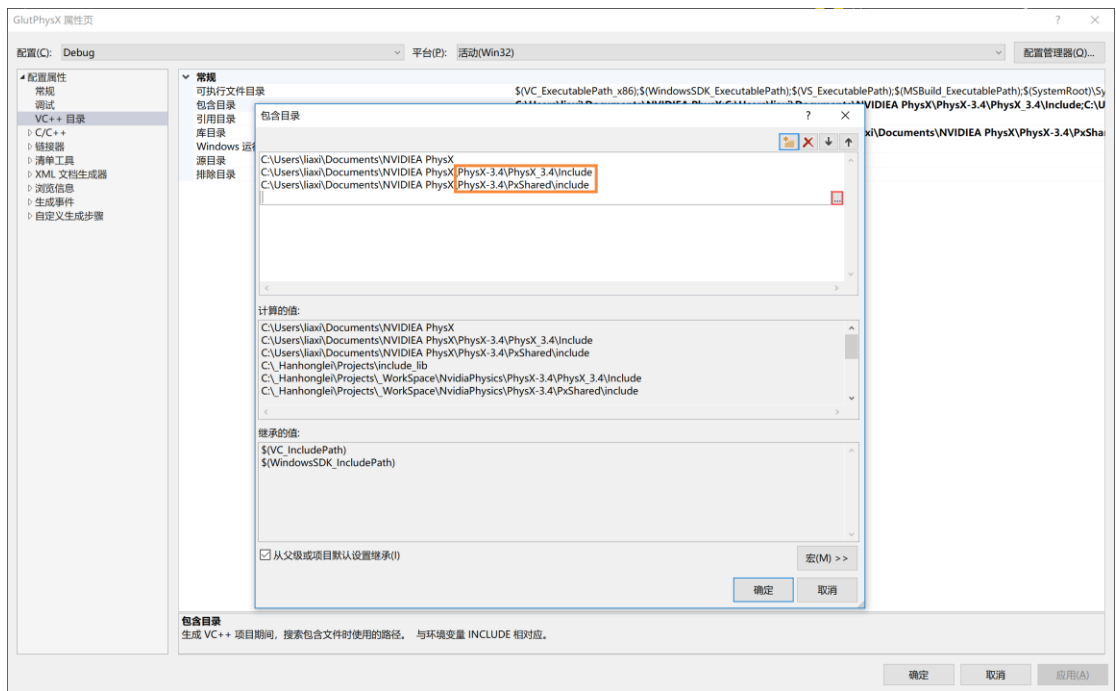 GlutPhysX 属性页
?
配置(C): Debug
平台(P): 活动(Win32)
配置管理器(O)...
配置属性
常规
调试
VC++ 目录
C/C++
链接器
清单工具
XML 文档生成器
浏览信息
生成事件
自定义生成步骤
常规
可执行文件目录
$(VC_ExecutablePath_x86);$(WindowsSDK_ExecutablePath);$(VS_ExecutablePath);$(MSBuild_ExecutablePath);$(SystemRoot)\Sy
包含目录
VIDIEA PhysX\PhysX-3.4\PhysX_3.4\Include;C:\U
引用目录
库目录
xi\Documents\NVIDIEA PhysX\PhysX-3.4\PxShar
Windows 运
源目录
排除目录
包含目录
?
C:\Users\liaxi\Documents\NVIDIEA PhysX
C:\Users\liaxi\Documents\NVIDIEA PhysX\PhysX-3.4\PhysX_3.4\Include
C:\Users\liaxi\Documents\NVIDIEA PhysX\PhysX-3.4\PxShared\include
...
计算的值:
C:\Users\liaxi\Documents\NVIDIEA PhysX
C:\Users\liaxi\Documents\NVIDIEA PhysX\PhysX-3.4\PhysX_3.4\Include
C:\Users\liaxi\Documents\NVIDIEA PhysX\PhysX-3.4\PxShared\include
C:\_Hanhonglei\Projects\include_lib
C:\_Hanhonglei\Projects\_WorkSpace\NvidiaPhysics\PhysX-3.4\PhysX_3.4\Include
C:\_Hanhonglei\Projects\_WorkSpace\NvidiaPhysics\PhysX-3.4\PxShared\include
继承的值:
$(VC_IncludePath)
$(WindowsSDK_IncludePath)
从父级或项目默认设置继承(I)
宏(M) >>
确定
取消
包含目录
生成 VC++ 项目期间，搜索包含文件时使用的路径。 与环境变量 INCLUDE 相对应。
确定
取消
应用(A)